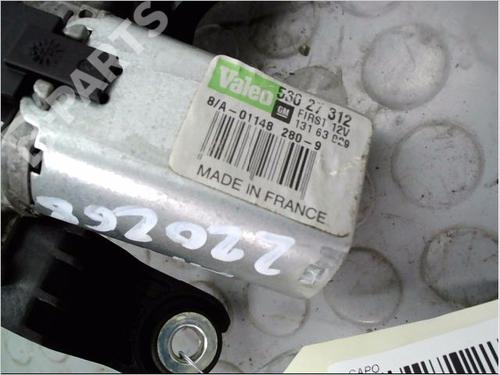 PARTS
Valeo
530 27 312
GM
FIRST 12V
131 63 029
8/A-01148 280-9
MADE IN FRANCE
CAPO